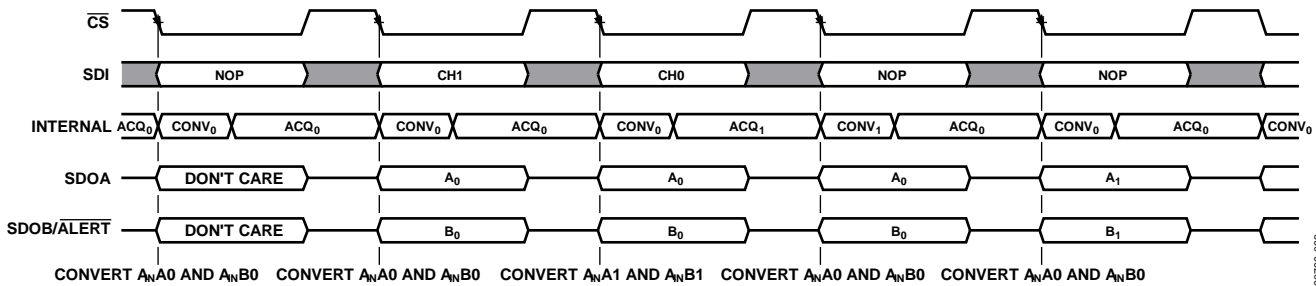 CS
SDI NOP CH1 CH0 NOP NOP
INTERNAL ACQ0 CONV0 ACQ0 CONV0 ACQ0 CONV0 ACQ1 CONV1 ACQ0 CONV0 ACQ0 CONV0
SDOA DON'T CARE A0 A0 A0 A1
SDOB/ALERT DON'T CARE B0 B0 B0 B1
CONVERT AINA0 AND AINB0 CONVERT AINA0 AND AINB0 CONVERT AINA1 AND AINB1 CONVERT AINA0 AND AINB0 CONVERT AINA0 AND AINB0